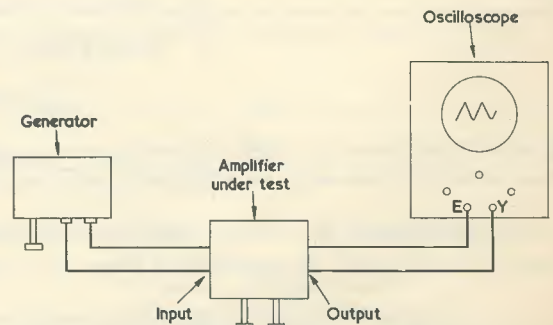 Oscilloscope
Generator
Amplifier
under test
E
Y
Input
Output